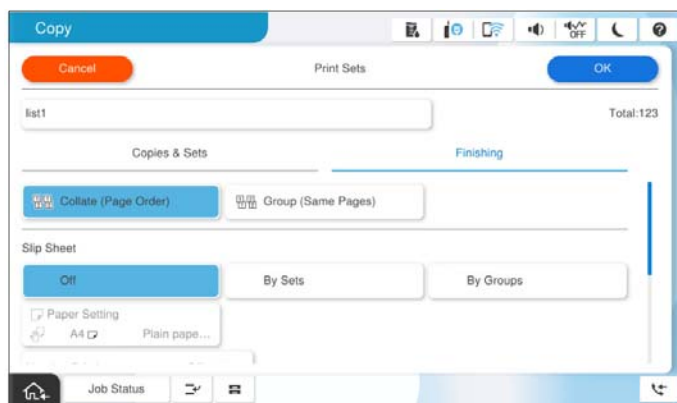 Copy
OFF
Cancel
Print Sets
OK
list1
Total:123
Copies & Sets
Finishing
Collate (Page Order)
Group (Same Pages)
Slip Sheet
Off
By Sets
By Groups
Paper Setting
A4
Plain pape...
Job Status